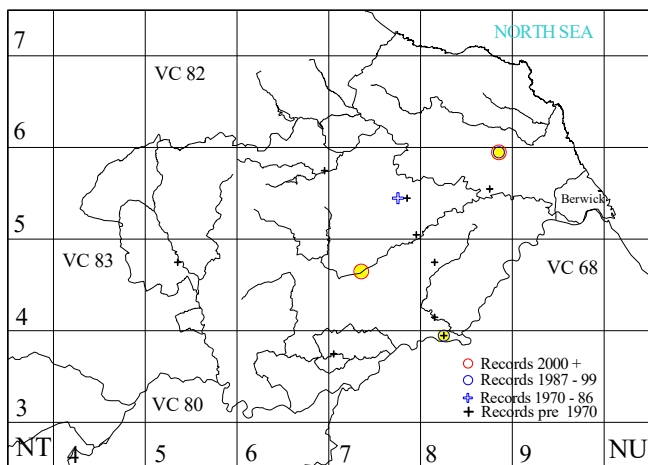 7
NORTH SEA
VC 82
6
Berwick
5
VC 83
VC 68
4
Records 2000 +
Records 1987 - 99
Records 1970 - 86
VC 80
Records pre 1970
3
NT 4 5 6 7 8 9 NU